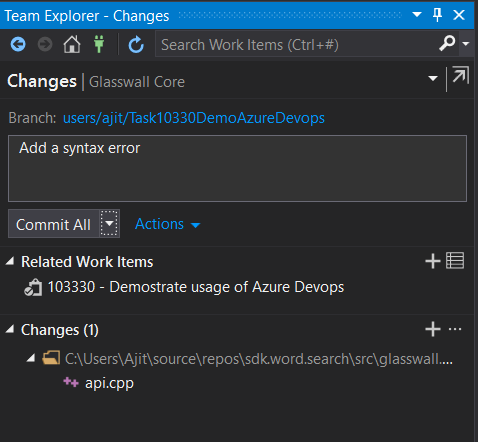 Team Explorer - Changes
Search Work Items (Ctrl+#)
Changes | Glasswall Core
Branch: users/ajit/Task10330DemoAzureDevops
Add a syntax error
Commit All Actions
Related Work Items
103330 - Demostrate usage of Azure Devops
Changes (1)
C:\Users\Ajit\source\repos\sdk.word.search\src\glasswall....
api.cpp